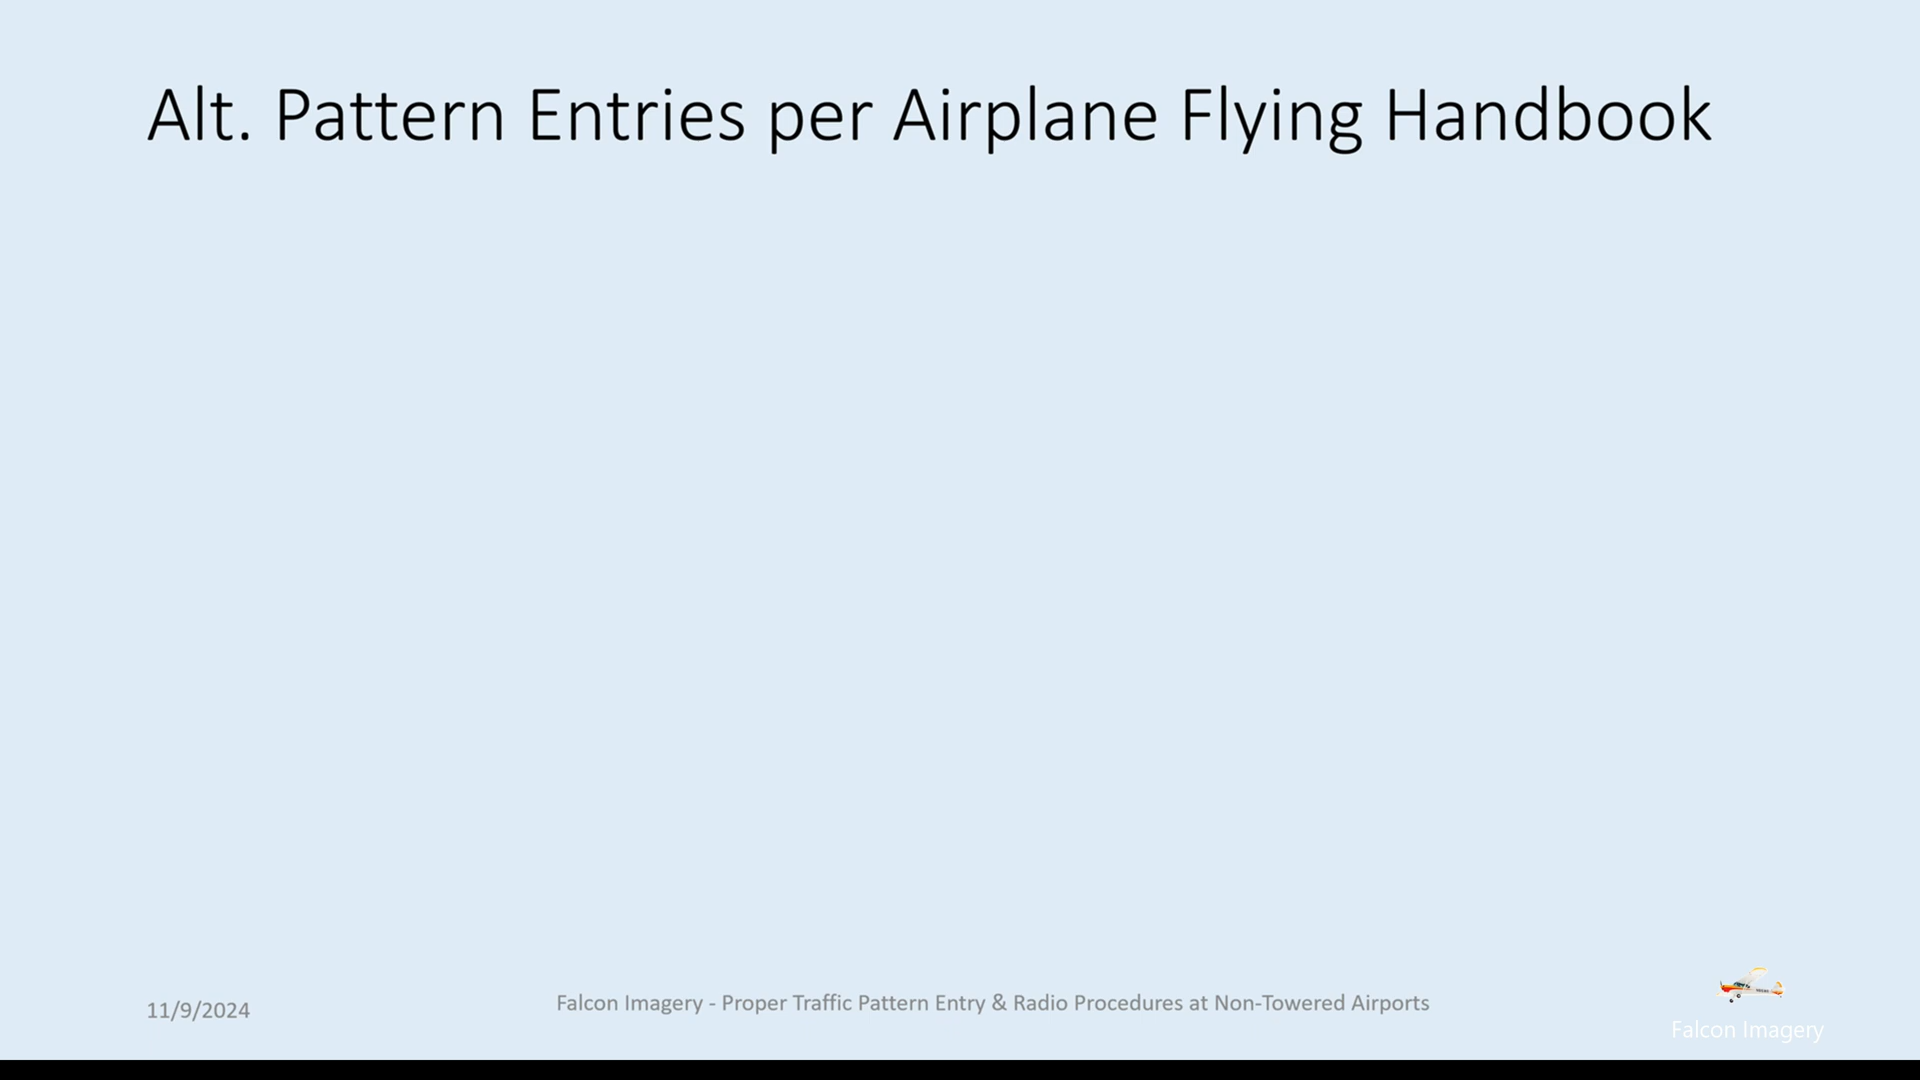 Alt. Pattern Entries per Airplane Flying Handbook
11/9/2024
Falcon Imagery - Proper Traffic Pattern Entry & Radio Procedures at Non-Towered Airports
Falcon Imagery